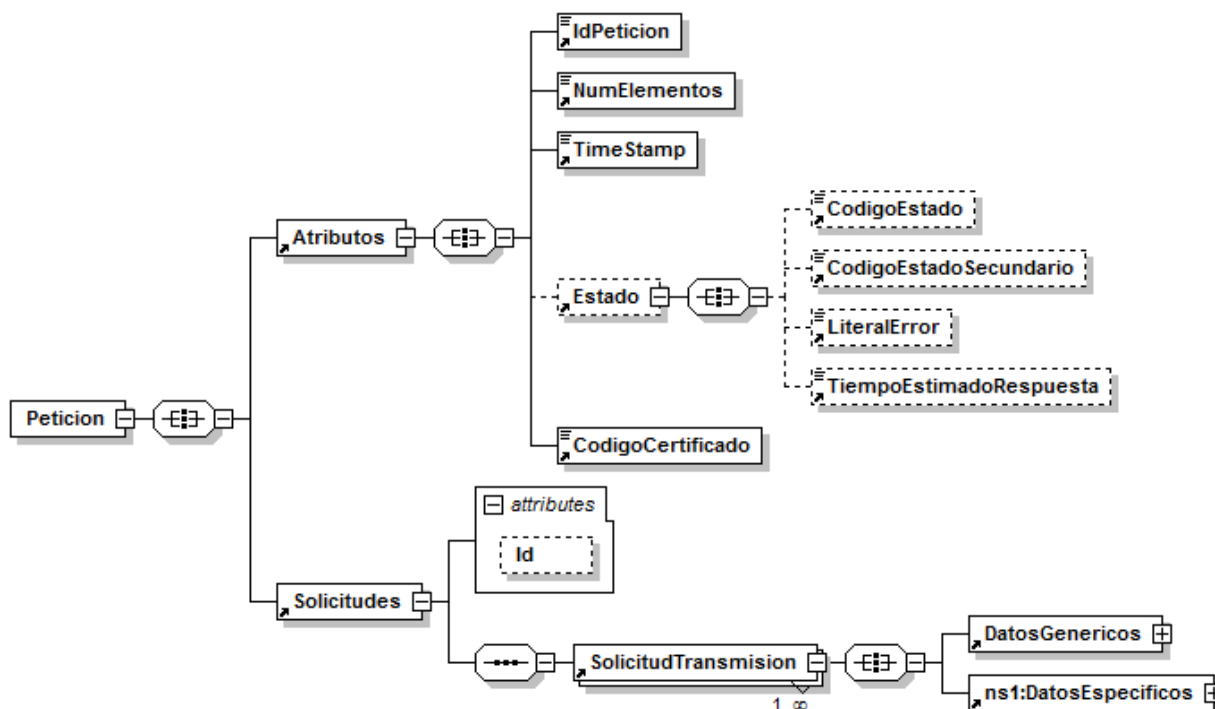 IdPeticion
NumElementos
TimeStamp
CodigoEstado
Atributos
CodigoEstadoSecundario
Estado
LiteralError
TiempoEstimadoRespuesta
Peticion
CodigoCertificado
attributes
Id
Solicitudes
DatosGenericos
SolicitudTransmision
ns1:DatosEspecificos
1..∞